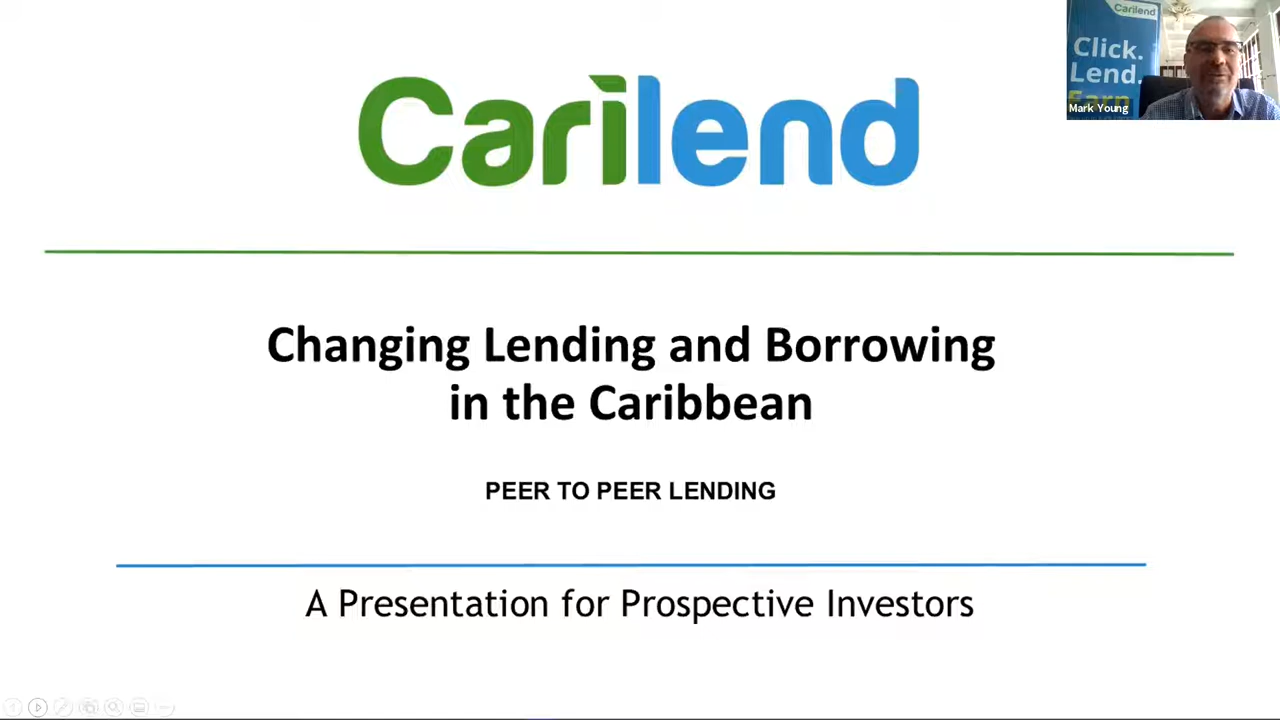 Carilend
Carilend
Click.
Lend.
Earn
Mark Young
Changing Lending and Borrowing
in the Caribbean
PEER TO PEER LENDING
A Presentation for Prospective Investors